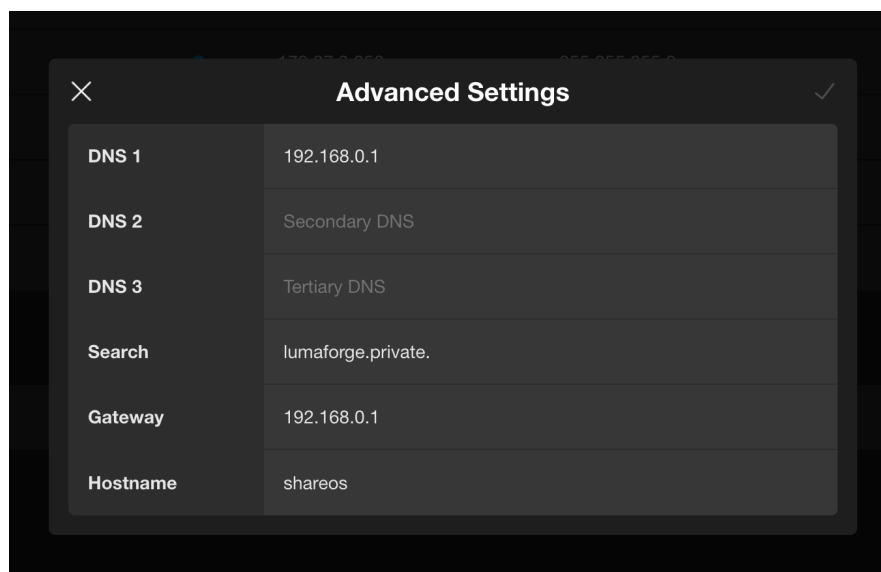 Advanced Settings
DNS 1 192.168.0.1
DNS 2 Secondary DNS
DNS 3 Tertiary DNS
Search lumaforge.private.
Gateway 192.168.0.1
Hostname shareos